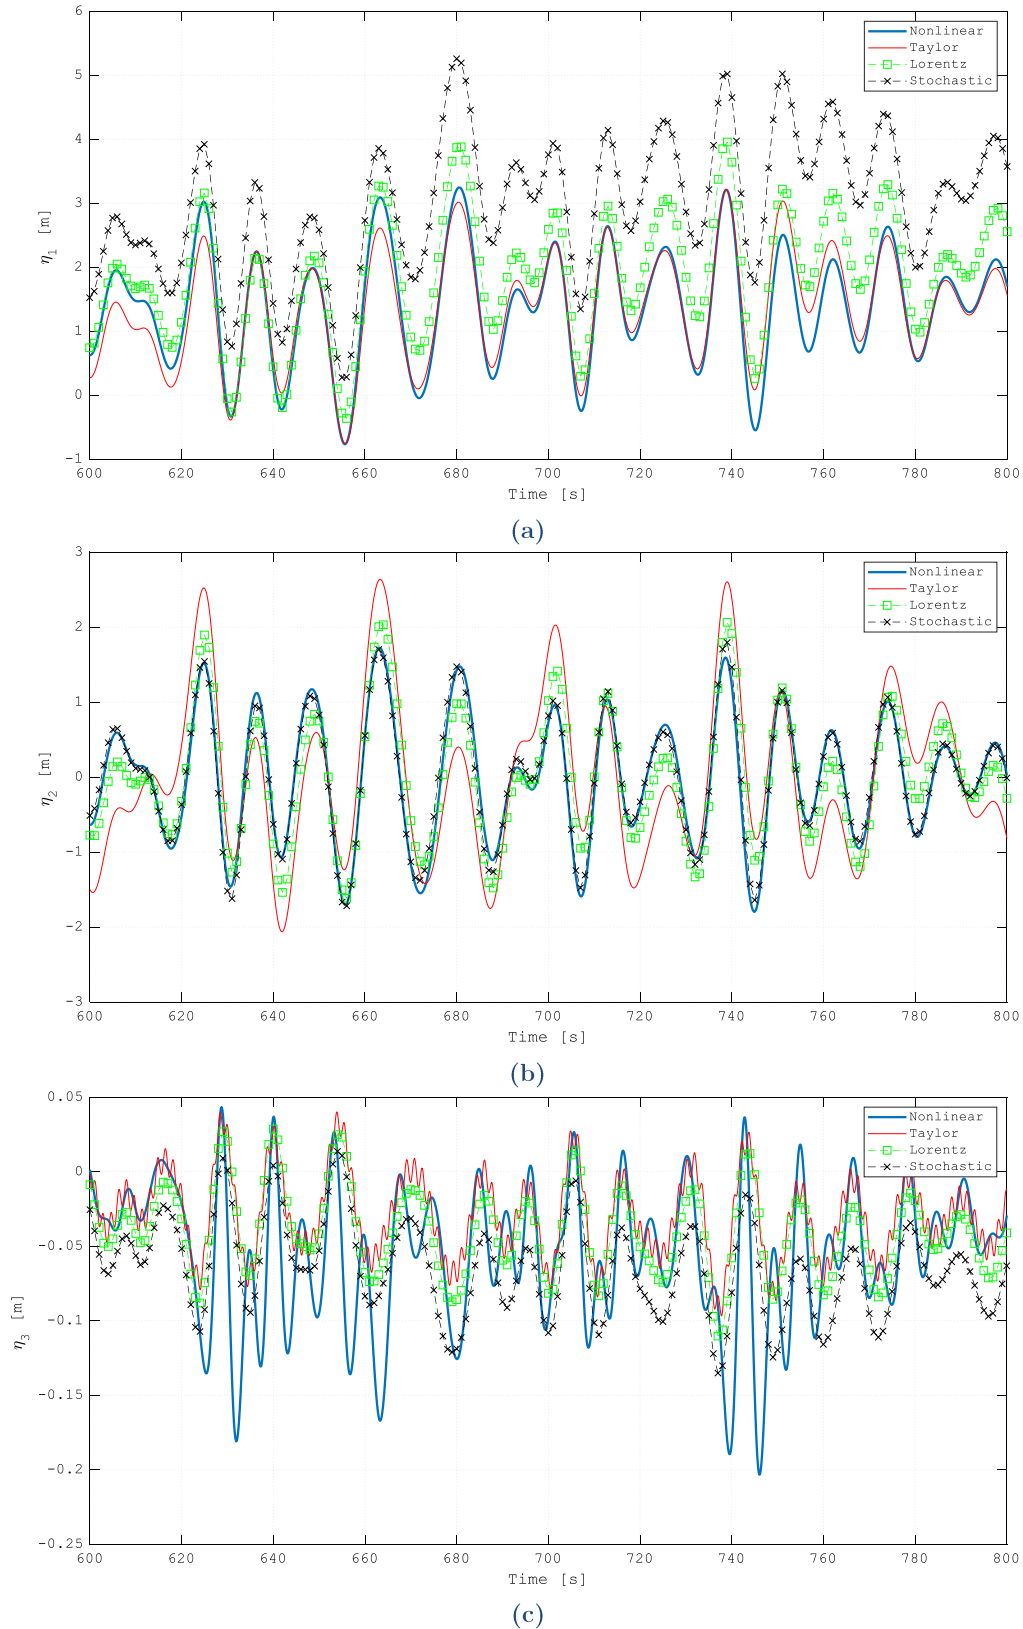 6
5
4
3
2
1
0
-1
η1 [m]
Nonlinear
Taylor
Lorentz
Stochastic
600 620 640 660 680 700 720 740 760 780 800
Time [s]
(a)
3
2
1
0
-1
-2
-3
η2 [m]
Nonlinear
Taylor
Lorentz
Stochastic
600 620 640 660 680 700 720 740 760 780 800
Time [s]
(b)
0.05
0
-0.05
-0.1
-0.15
-0.2
-0.25
η3 [m]
Nonlinear
Taylor
Lorentz
Stochastic
600 620 640 660 680 700 720 740 760 780 800
Time [s]
(c)